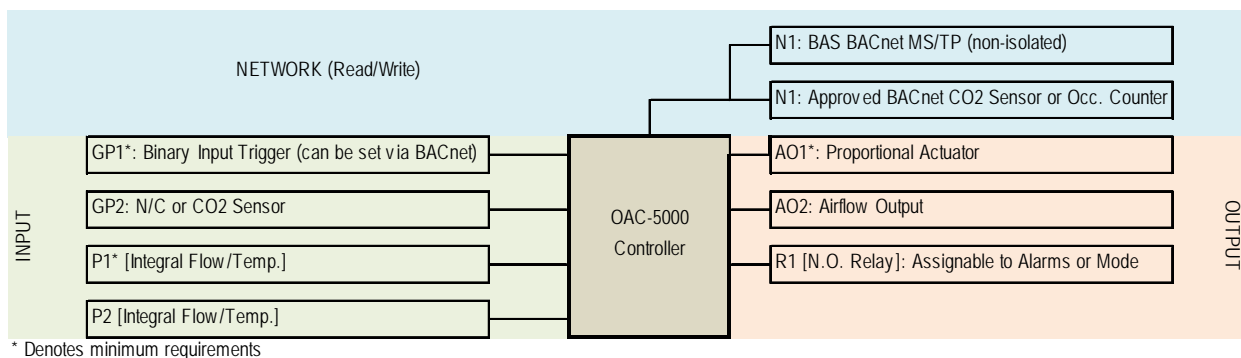 NETWORK (Read/Write)
N1: BAS BACnet MS/TP (non-isolated)
N1: Approved BACnet CO2 Sensor or Occ. Counter
INPUT
GP1*: Binary Input Trigger (can be set via BACnet)
GP2: N/C or CO2 Sensor
P1* [Integral Flow/Temp.]
P2 [Integral Flow/Temp.]
OAC-5000
Controller
AO1*: Proportional Actuator
AO2: Airflow Output
R1 [N.O. Relay]: Assignable to Alarms or Mode
OUTPUT
* Denotes minimum requirements